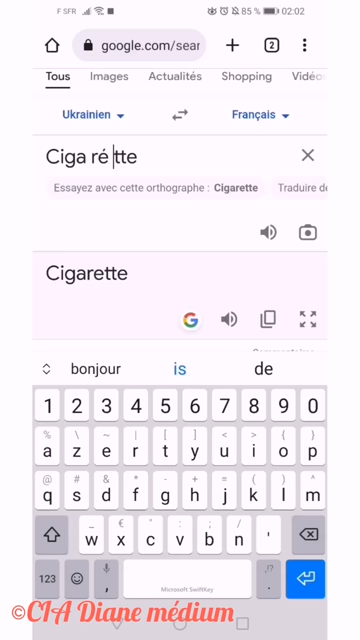 F SFR 85 % 02:02
google.com/sear 2
Tous Images Actualités Shopping Vidéos
Ukrainien Français
Ciga ré tte
Essayez avec cette orthographe : Cigarette Traduire de
Cigarette
bonjour is de
1 2 3 4 5 6 7 8 9 0
% \ ~ | [ ] < > { }
a z e r t y u i o p
@ # & * - + = ( ) ^
q s d f g h j k l m
_ € " : ; /
w x c v b n '
123 , Microsoft SwiftKey ,!? .
©CIA Diane médium